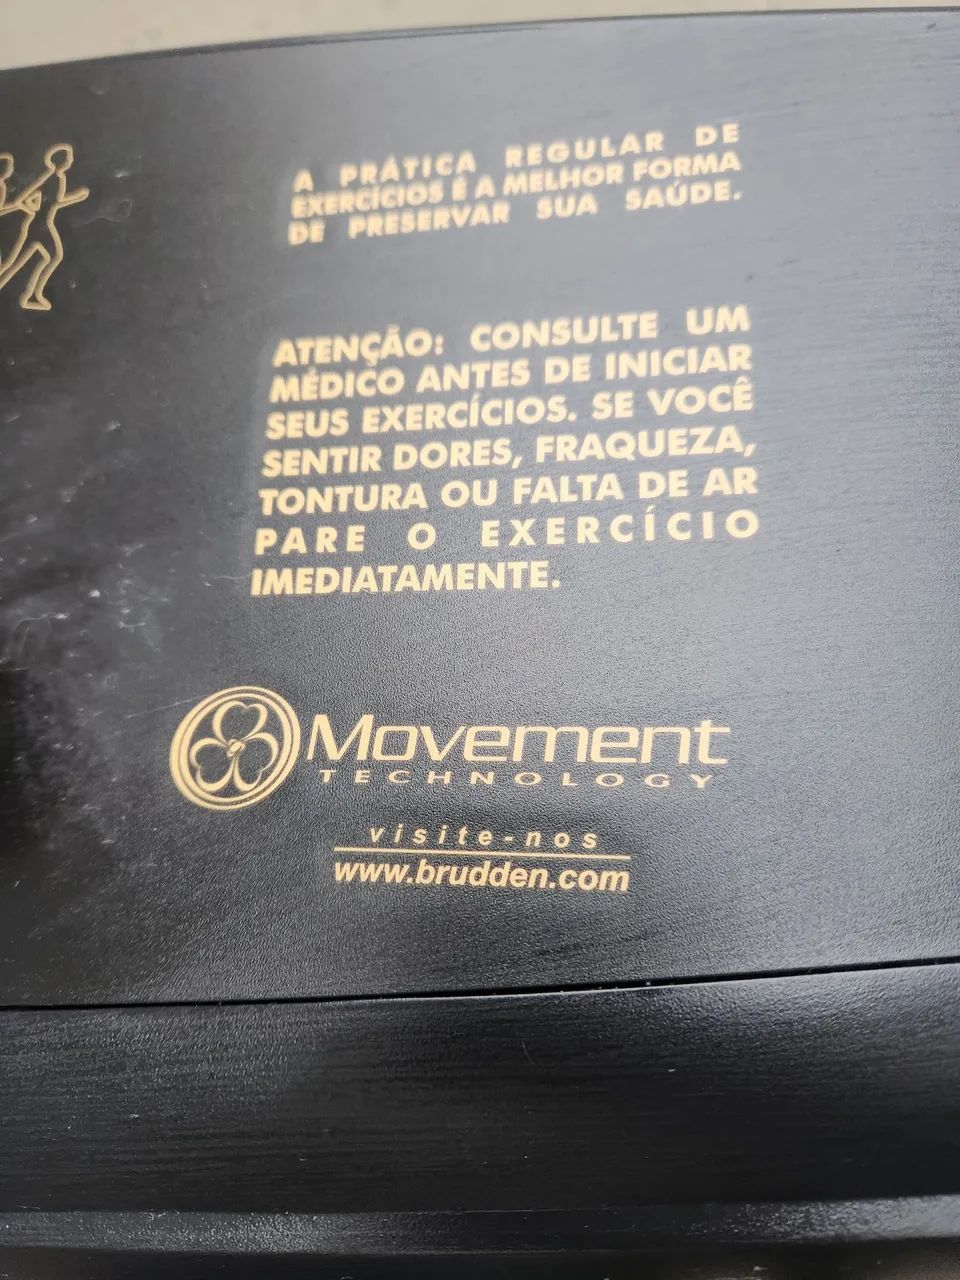 A PRÁTICA REGULAR DE
EXERCÍCIOS É A MELHOR FORMA
DE PRESERVAR SUA SAÚDE.
ATENÇÃO: CONSULTE UM
MÉDICO ANTES DE INICIAR
SEUS EXERCÍCIOS. SE VOCÊ
SENTIR DORES, FRAQUEZA,
TONTURA OU FALTA DE AR
PARE O EXERCÍCIO
IMEDIATAMENTE.
Movement
TECHNOLOGY
visite-nos
www.brudden.com